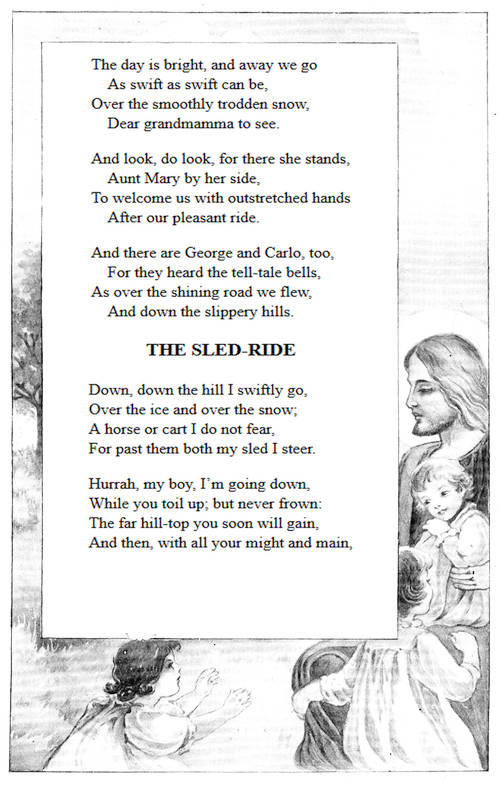 The day is bright, and away we go
As swift as swift can be,
Over the smoothly trodden snow,
Dear grandmamma to see.
And look, do look, for there she stands,
Aunt Mary by her side,
To welcome us with outstretched hands
After our pleasant ride.
And there are George and Carlo, too,
For they heard the tell-tale bells,
As over the shining road we flew,
And down the slippery hills.
THE SLED-RIDE
Down, down the hill I swiftly go,
Over the ice and over the snow;
A horse or cart I do not fear,
For past them both my sled I steer.
Hurrah, my boy, I’m going down,
While you toil up; but never frown:
The far hill-top you soon will gain,
And then, with all your might and main,